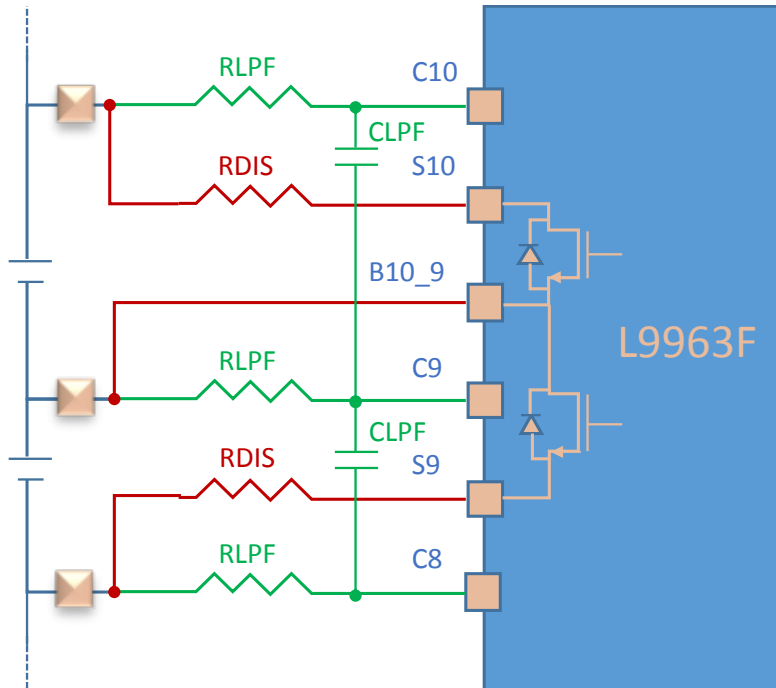 RLPF
C10
CLPF
RDIS
S10
B10_9
L9963F
RLPF
C9
CLPF
RDIS
S9
RLPF
C8